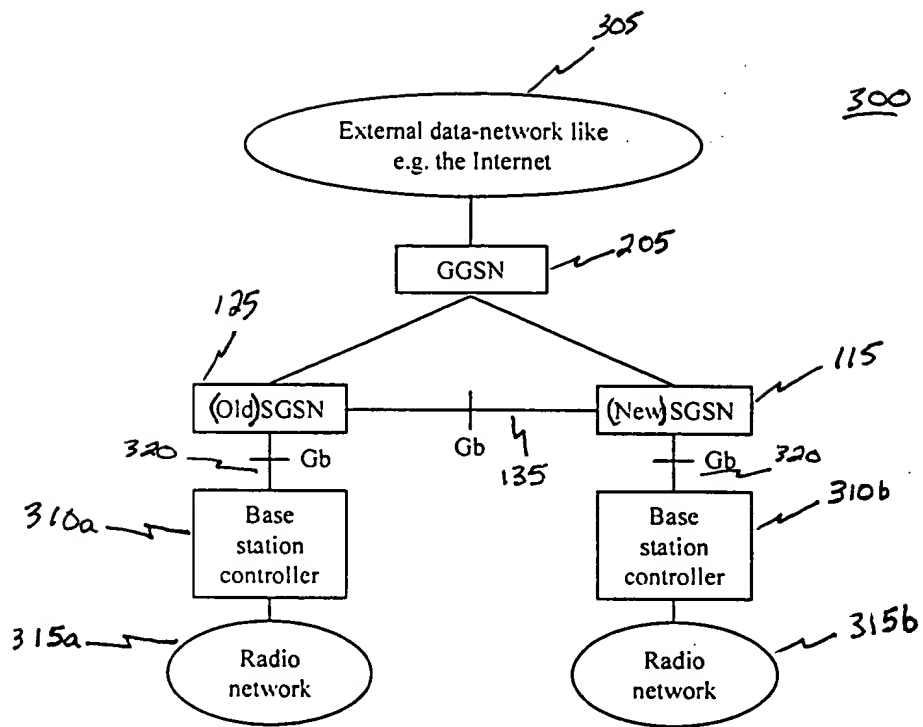 305
300
External data-network like
e.g. the Internet
GGSN
205
125
115
(Old)SGSN
(New)SGSN
Gb
135
320
Gb
Gb
320
310a
310b
Base
station
controller
Base
station
controller
315a
315b
Radio
network
Radio
network